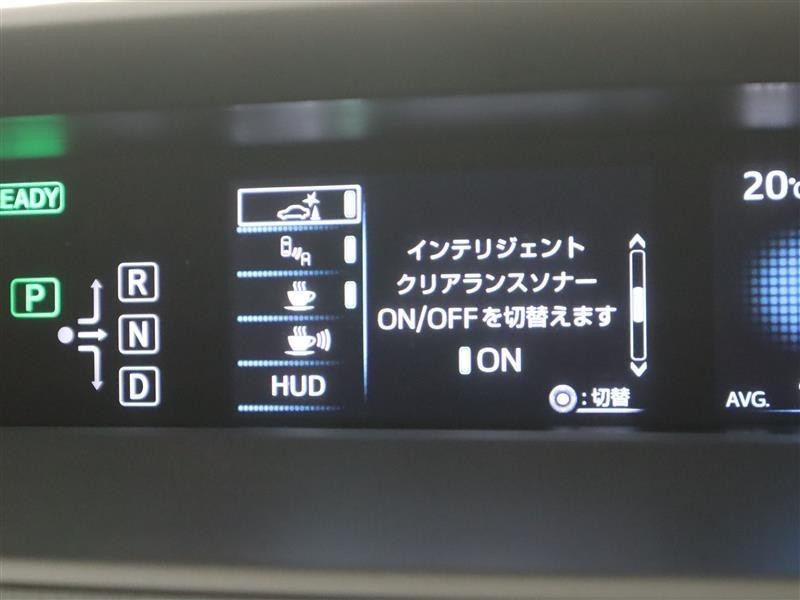 EADY
P
R
N
D
HUD
インテリジェント
クリアランスソナー
ON/OFFを切替えます
ON
:切替
20℃
AVG.